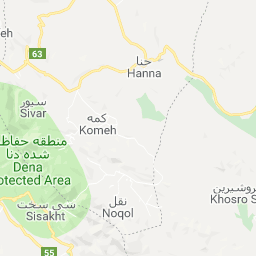 eh
63
حنا
Hanna
سیور
Sivar
کمه
Komeh
منطقه حفاظ
شده دنا
Dena
otected Area
وشیرین
Khosro S
سی سخت
Sisakht
نقل
Noqol
55